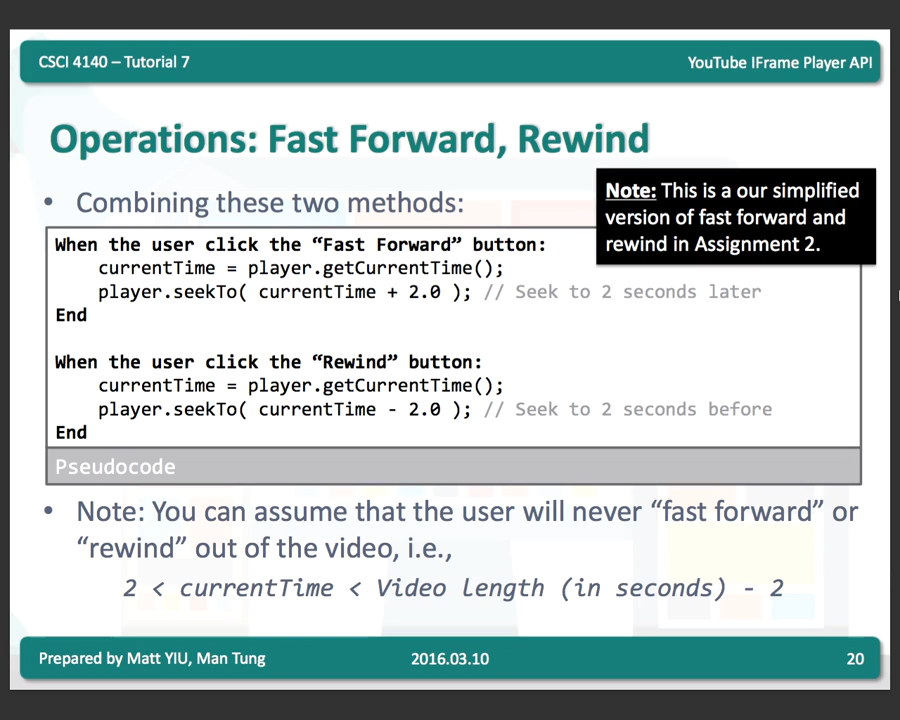 CSCI 4140 – Tutorial 7
YouTube IFrame Player API
Operations: Fast Forward, Rewind
• Combining these two methods:
Note: This is a our simplified
version of fast forward and
rewind in Assignment 2.
When the user click the “Fast Forward” button:
currentTime = player.getCurrentTime();
player.seekTo( currentTime + 2.0 ); // Seek to 2 seconds later
End
When the user click the “Rewind” button:
currentTime = player.getCurrentTime();
player.seekTo( currentTime - 2.0 ); // Seek to 2 seconds before
End
Pseudocode
• Note: You can assume that the user will never “fast forward” or
“rewind” out of the video, i.e.,
2 < currentTime < Video length (in seconds) - 2
Prepared by Matt YIU, Man Tung
2016.03.10
20